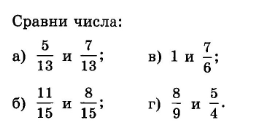 Сравни числа:
а) 5/13 и 7/13; в) 1 и 7/6;
б) 11/15 и 8/15; г) 8/9 и 5/4.